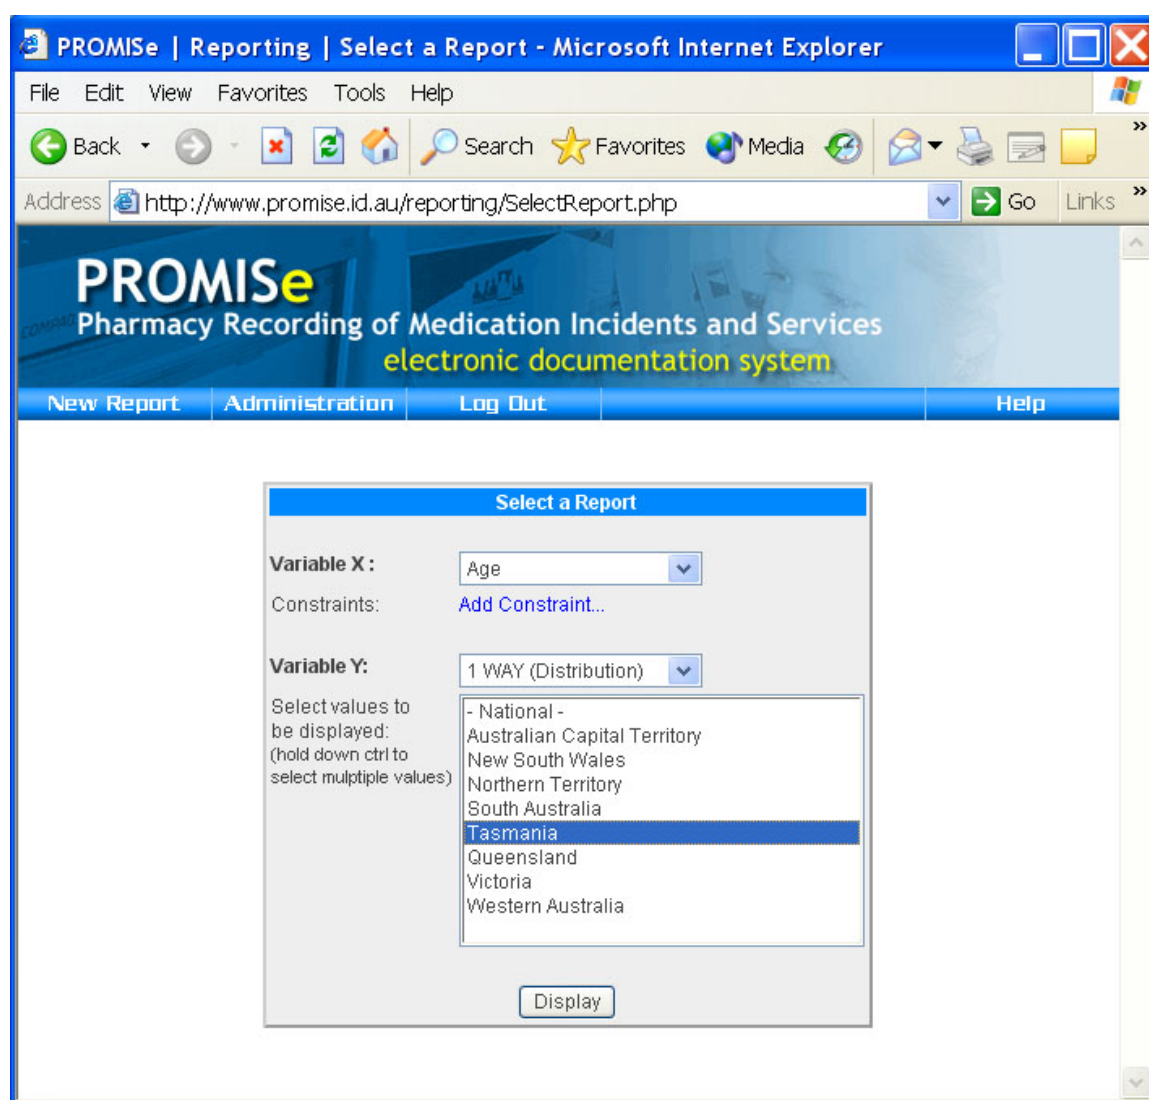 PROMISe | Reporting | Select a Report - Microsoft Internet Explorer
File Edit View Favorites Tools Help
Back Search Favorites Media »
Address http://www.promise.id.au/reporting/SelectReport.php Go Links »
PROMISe
COMPAQ
Pharmacy Recording of Medication Incidents and Services
electronic documentation system
New Report Administration Log Out Help
Select a Report
Variable X : Age
Constraints: Add Constraint...
Variable Y: 1 WAY (Distribution)
Select values to
be displayed:
(hold down ctrl to
select mulptiple values)
- National -
Australian Capital Territory
New South Wales
Northern Territory
South Australia
Tasmania
Queensland
Victoria
Western Australia
Display